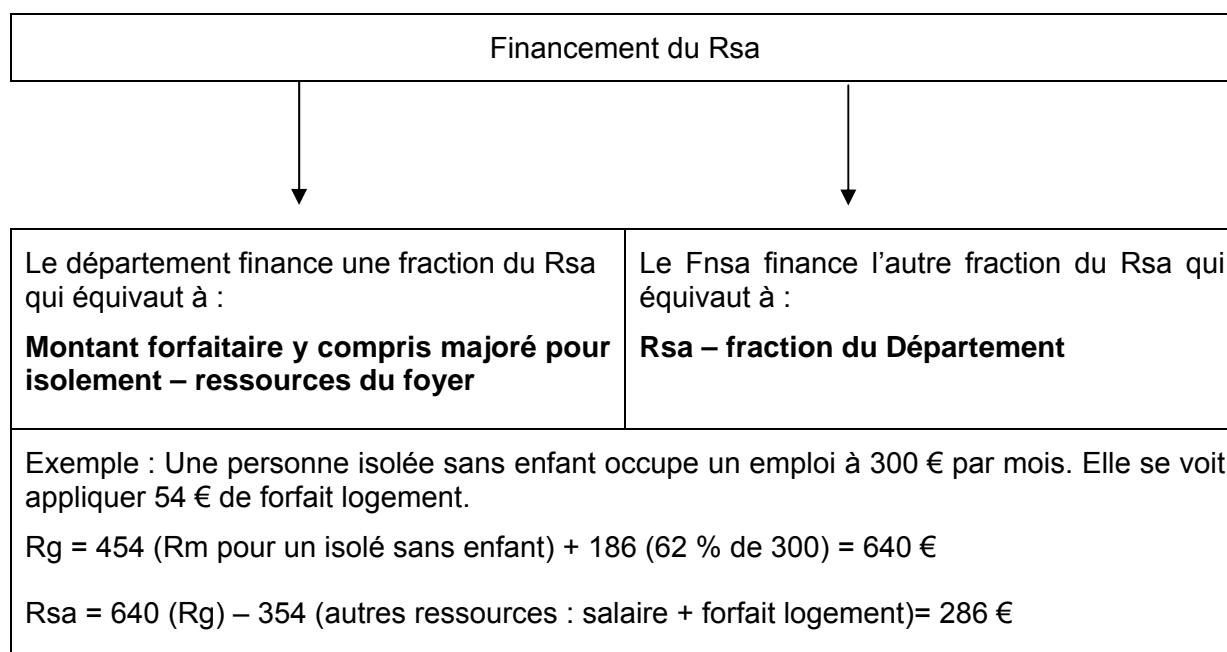 Financement du Rsa
Le département finance une fraction du Rsa
qui équivaut à :
Montant forfaitaire y compris majoré pour
isolement – ressources du foyer
Le Fnsa finance l’autre fraction du Rsa qui
équivaut à :
Rsa – fraction du Département
Exemple : Une personne isolée sans enfant occupe un emploi à 300 € par mois. Elle se voit
appliquer 54 € de forfait logement.
Rg = 454 (Rm pour un isolé sans enfant) + 186 (62 % de 300) = 640 €
Rsa = 640 (Rg) – 354 (autres ressources : salaire + forfait logement)= 286 €